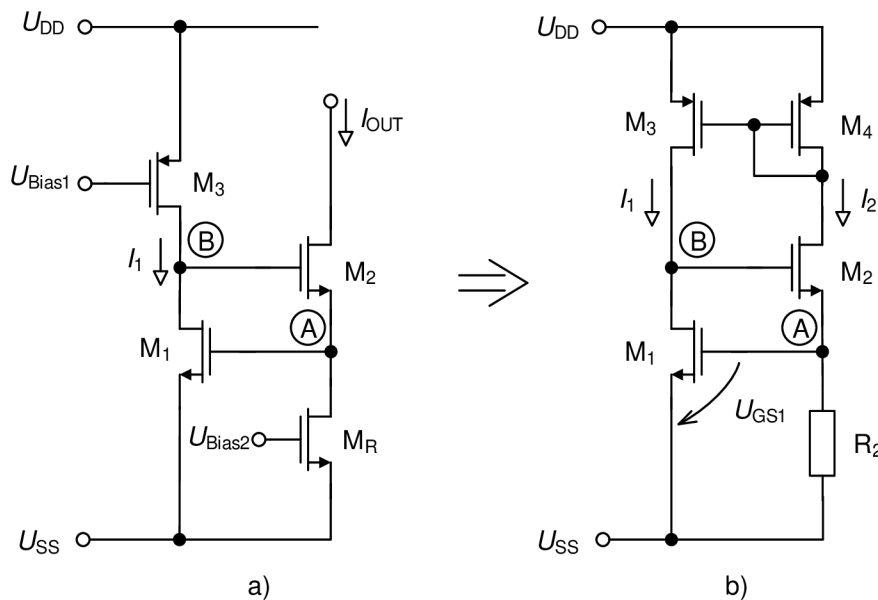 UDD
IOUT
UBias1
M3
B
I1
M2
A
M1
UBias2
MR
USS
a)
UDD
M3
M4
I1
I2
B
M2
A
M1
UGS1
R2
USS
b)